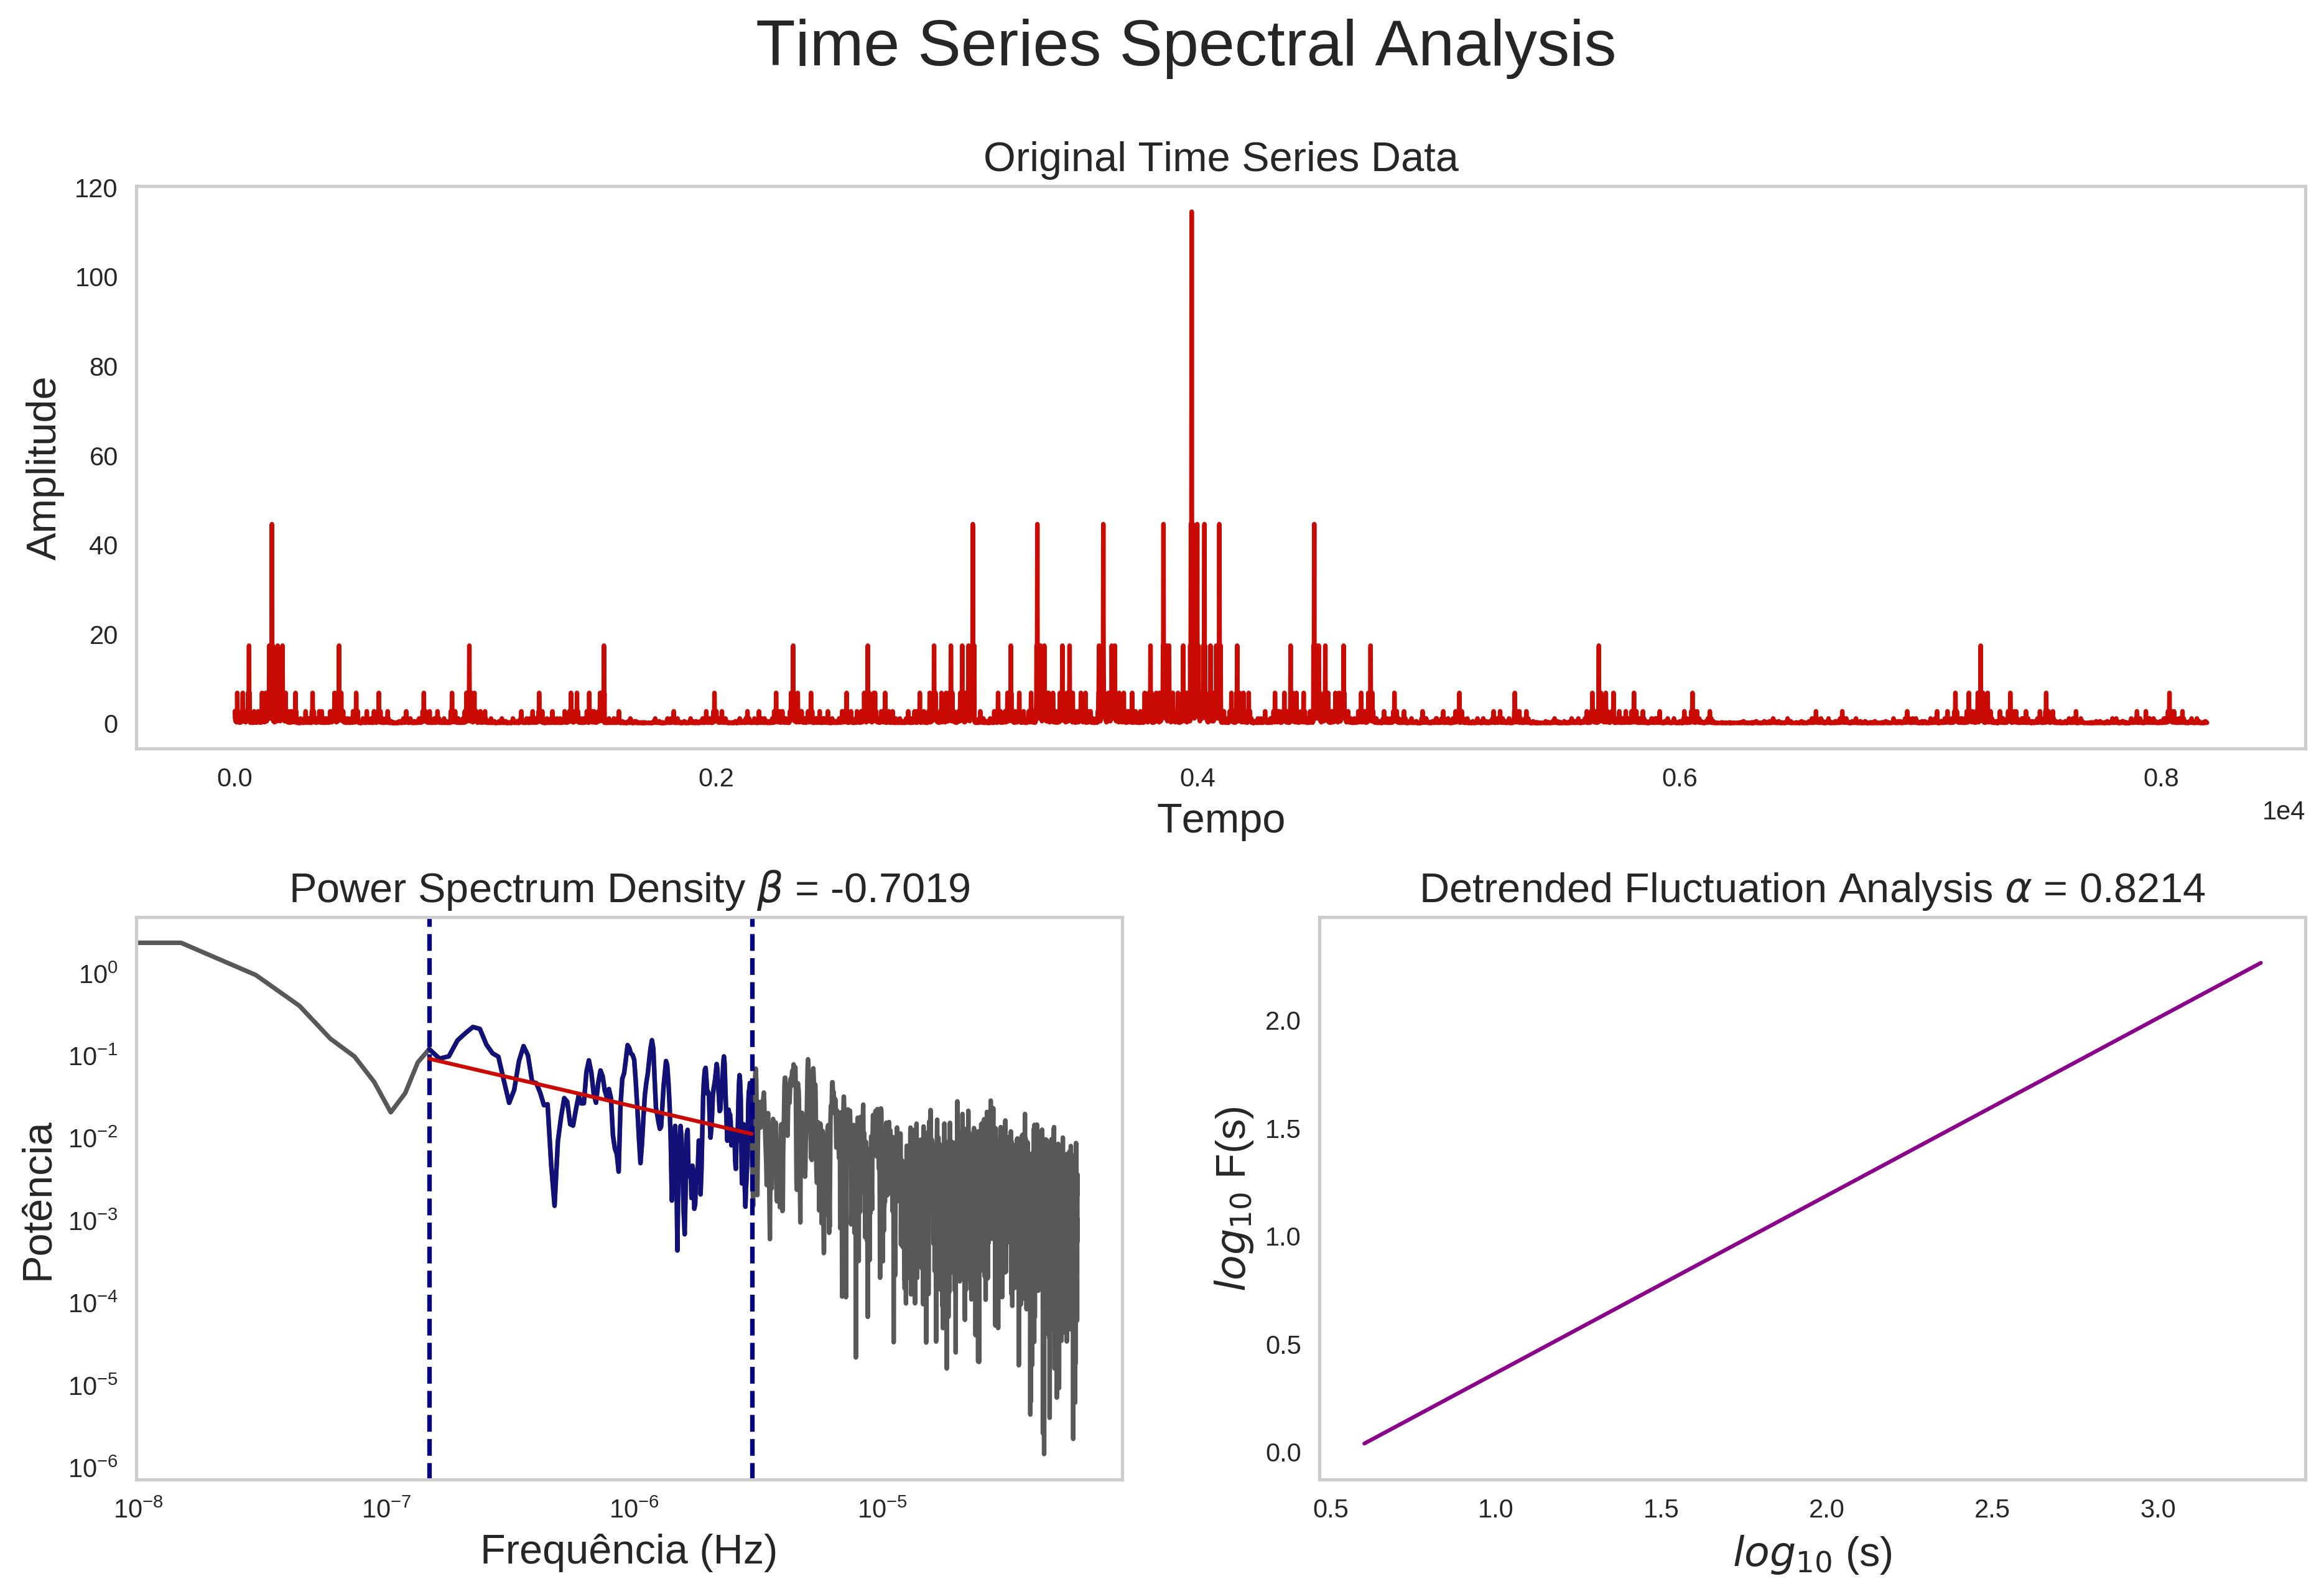 Time Series Spectral Analysis
Original Time Series Data
120
100
80
60
40
20
0
Amplitude
0.0 0.2 0.4 0.6 0.8
1e4
Tempo
Power Spectrum Density β = -0.7019
10⁰
10⁻¹
10⁻²
10⁻³
10⁻⁴
10⁻⁵
10⁻⁶
Potência
10⁻⁸ 10⁻⁷ 10⁻⁶ 10⁻⁵
Frequência (Hz)
Detrended Fluctuation Analysis α = 0.8214
2.0
1.5
1.0
0.5
0.0
log₁₀ F(s)
0.5 1.0 1.5 2.0 2.5 3.0
log₁₀ (s)